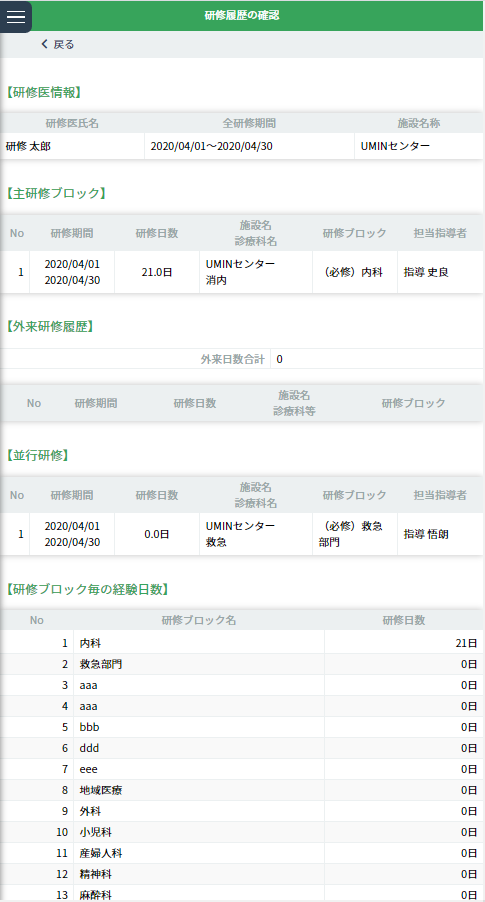 研修履歴の確認
戻る
【研修医情報】
研修医氏名 全研修期間 施設名称
研修 太郎 2020/04/01～2020/04/30 UMINセンター
【主研修ブロック】
No 研修期間 研修日数 施設名 診療科名 研修ブロック 担当指導者
1 2020/04/01 2020/04/30 21.0日 UMINセンター 消内 （必修）内科 指導 史良
【外来研修履歴】
外来日数合計 0
No 研修期間 研修日数 施設名 診療科等 研修ブロック
【並行研修】
No 研修期間 研修日数 施設名 診療科名 研修ブロック 担当指導者
1 2020/04/01 2020/04/30 0.0日 UMINセンター 救急 （必修）救急部門 指導 悟朗
【研修ブロック毎の経験日数】
No 研修ブロック名 研修日数
1 内科 21日
2 救急部門 0日
3 aaa 0日
4 aaa 0日
5 bbb 0日
6 ddd 0日
7 eee 0日
8 地域医療 0日
9 外科 0日
10 小児科 0日
11 産婦人科 0日
12 精神科 0日
13 麻酔科 0日